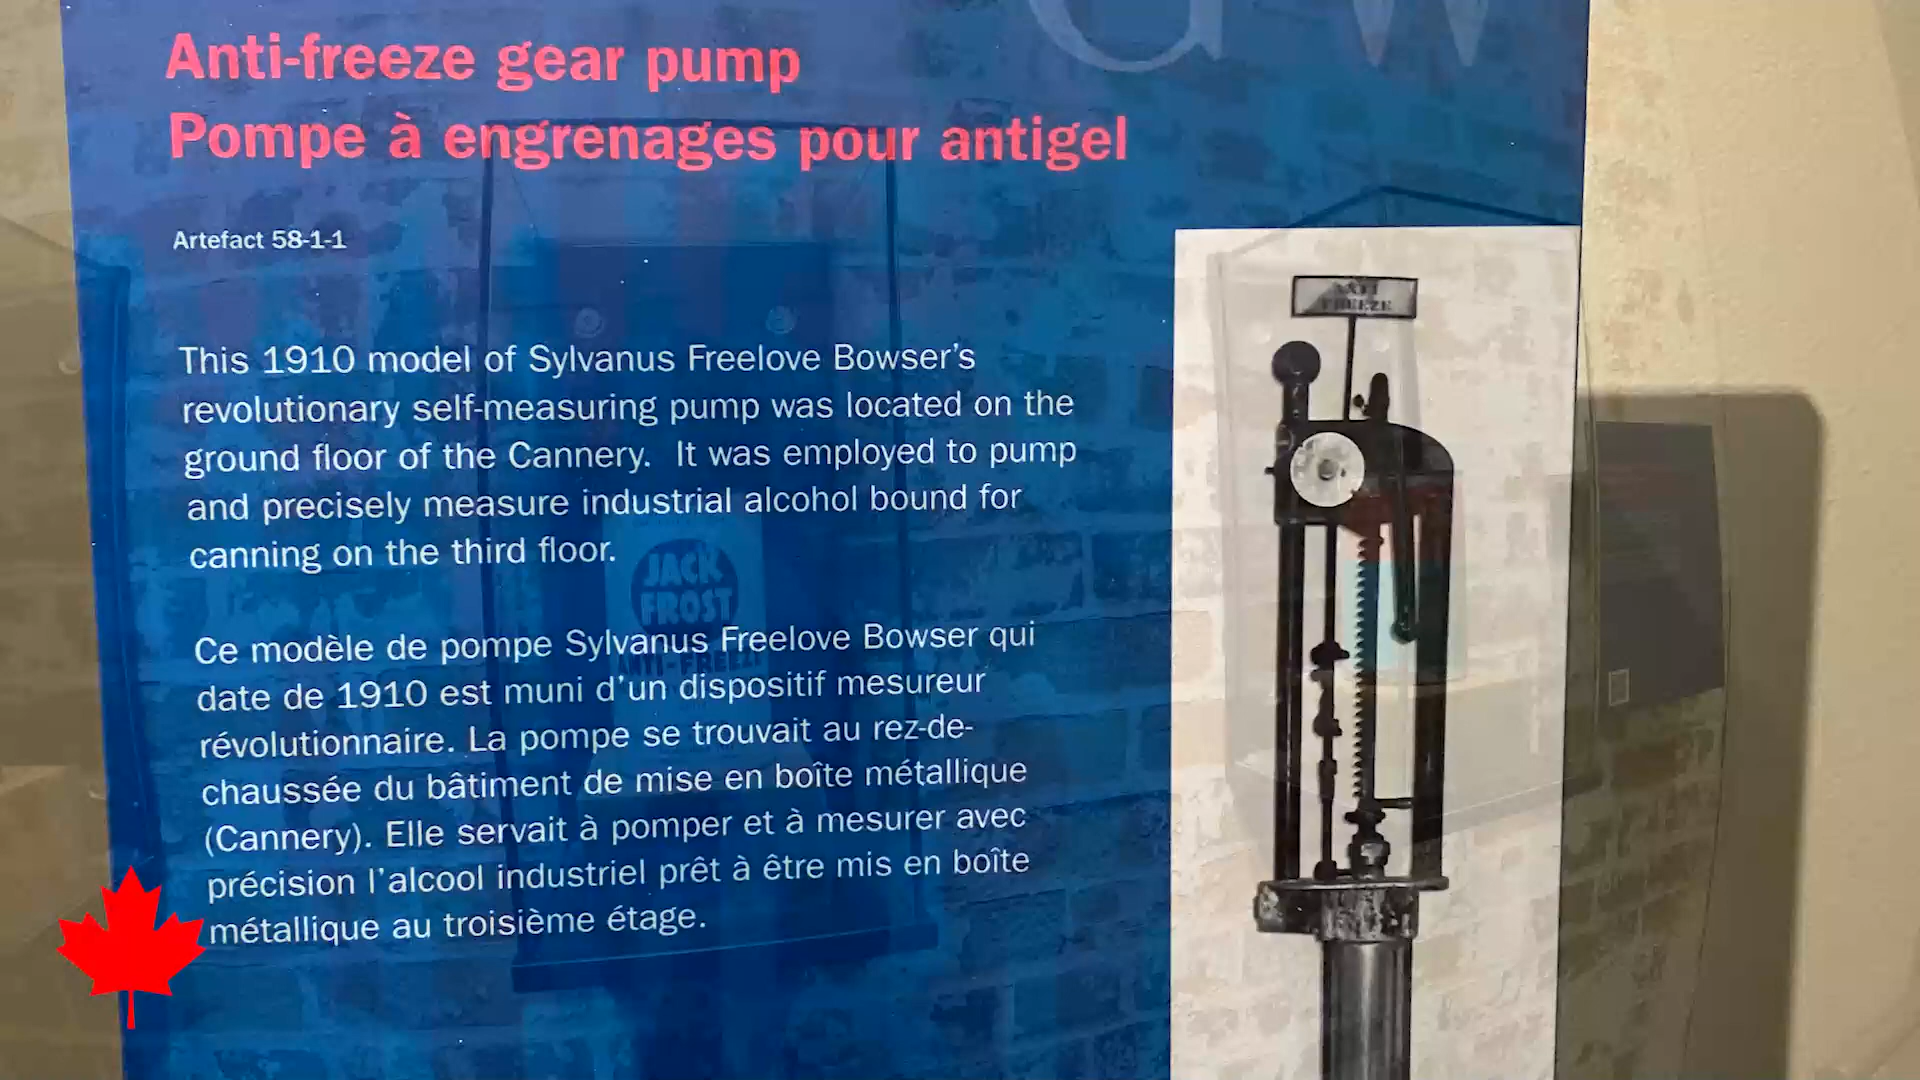 GW
Anti-freeze gear pump
Pompe à engrenages pour antigel
Artefact 58-1-1
This 1910 model of Sylvanus Freelove Bowser's
revolutionary self-measuring pump was located on the
ground floor of the Cannery. It was employed to pump
and precisely measure industrial alcohol bound for
canning on the third floor.
Ce modèle de pompe Sylvanus Freelove Bowser qui
date de 1910 est muni d'un dispositif mesureur
révolutionnaire. La pompe se trouvait au rez-de-
chaussée du bâtiment de mise en boîte métallique
(Cannery). Elle servait à pomper et à mesurer avec
précision l'alcool industriel prêt à être mis en boîte
métallique au troisième étage.
ANTI
FREEZE
JACK
FROST
ANTI-FREEZE